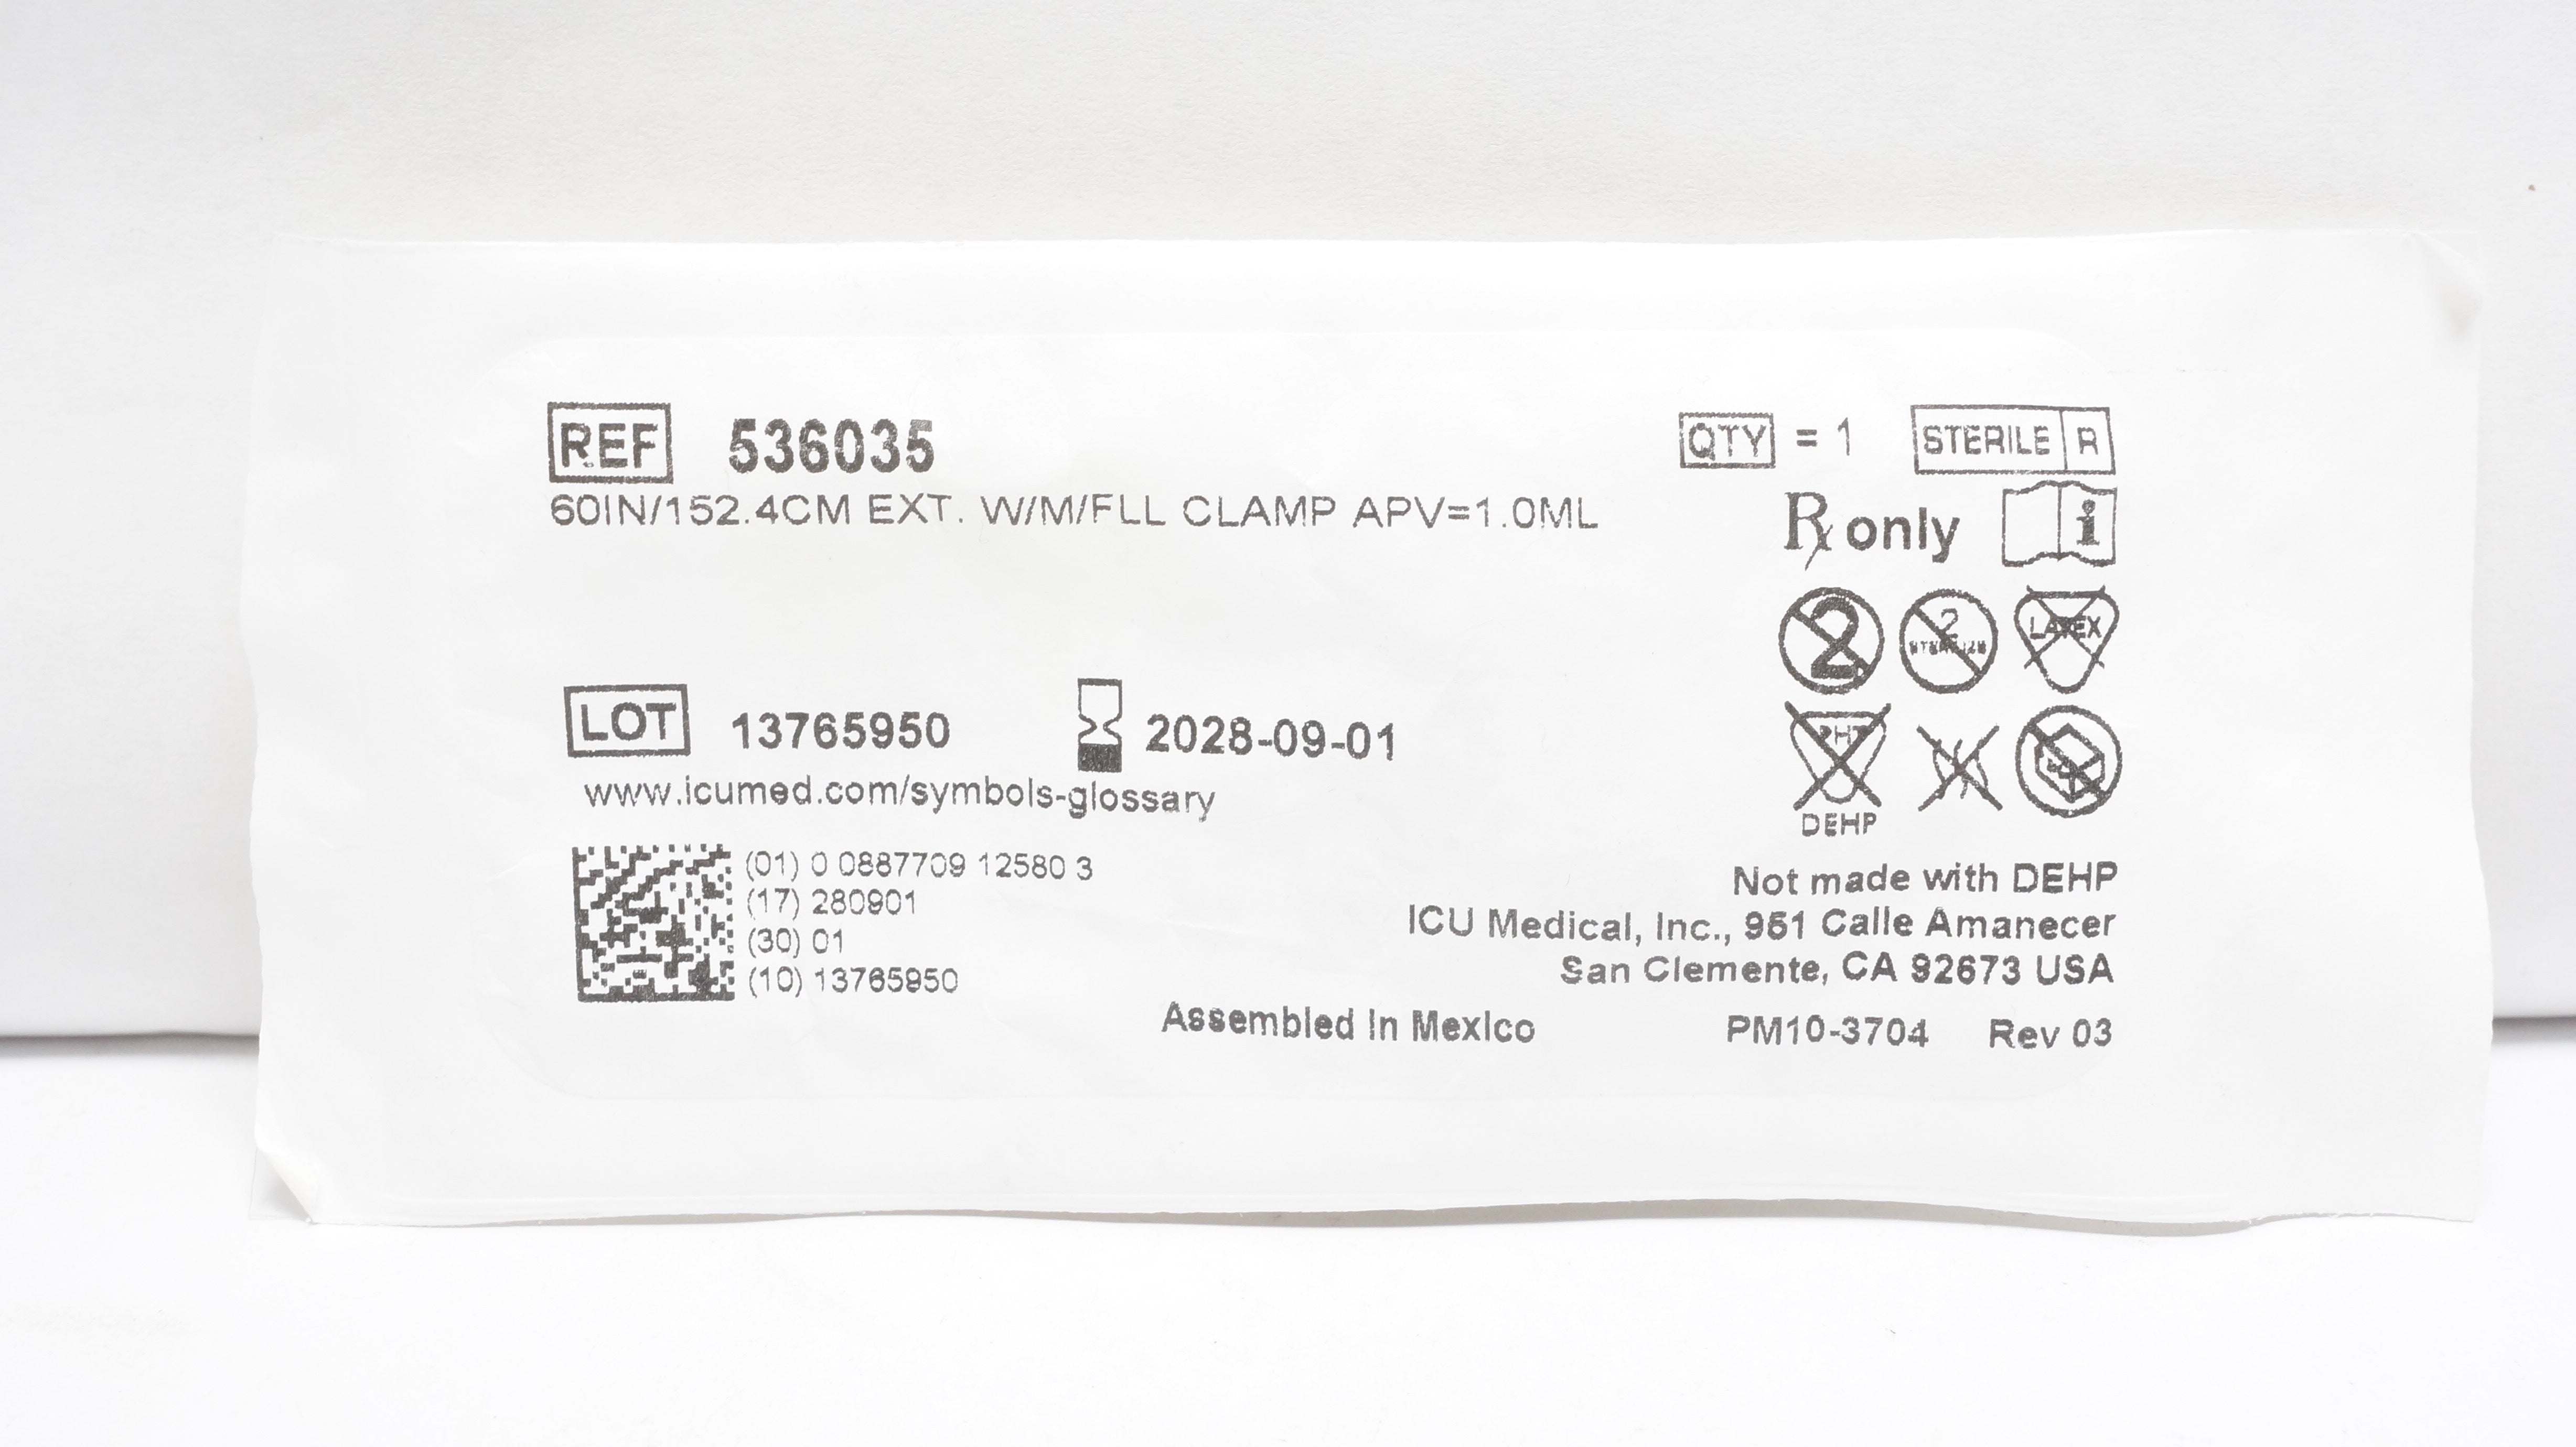 REF 536035
60IN/152.4CM EXT. W/M/FLL CLAMP APV=1.0ML
QTY = 1 STERILE R
Rx only
2 2 LATEX
DEHP
LOT 13765950 2028-09-01
www.icumed.com/symbols-glossary
(01) 0 0887709 12580 3
(17) 280901
(30) 01
(10) 13765950
Not made with DEHP
ICU Medical, Inc., 951 Calle Amanecer
San Clemente, CA 92673 USA
Assembled in Mexico PM10-3704 Rev 03